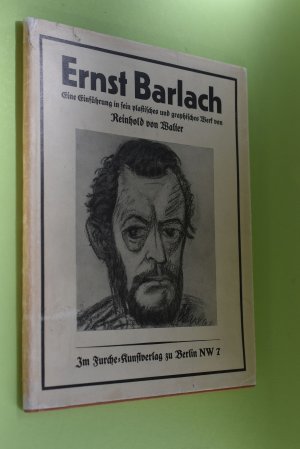 Ernst Barlach
Eine Einführung in sein plastisches und graphisches Werk von
Reinhold von Walter
Im Furche-Kunstverlag zu Berlin NW 7